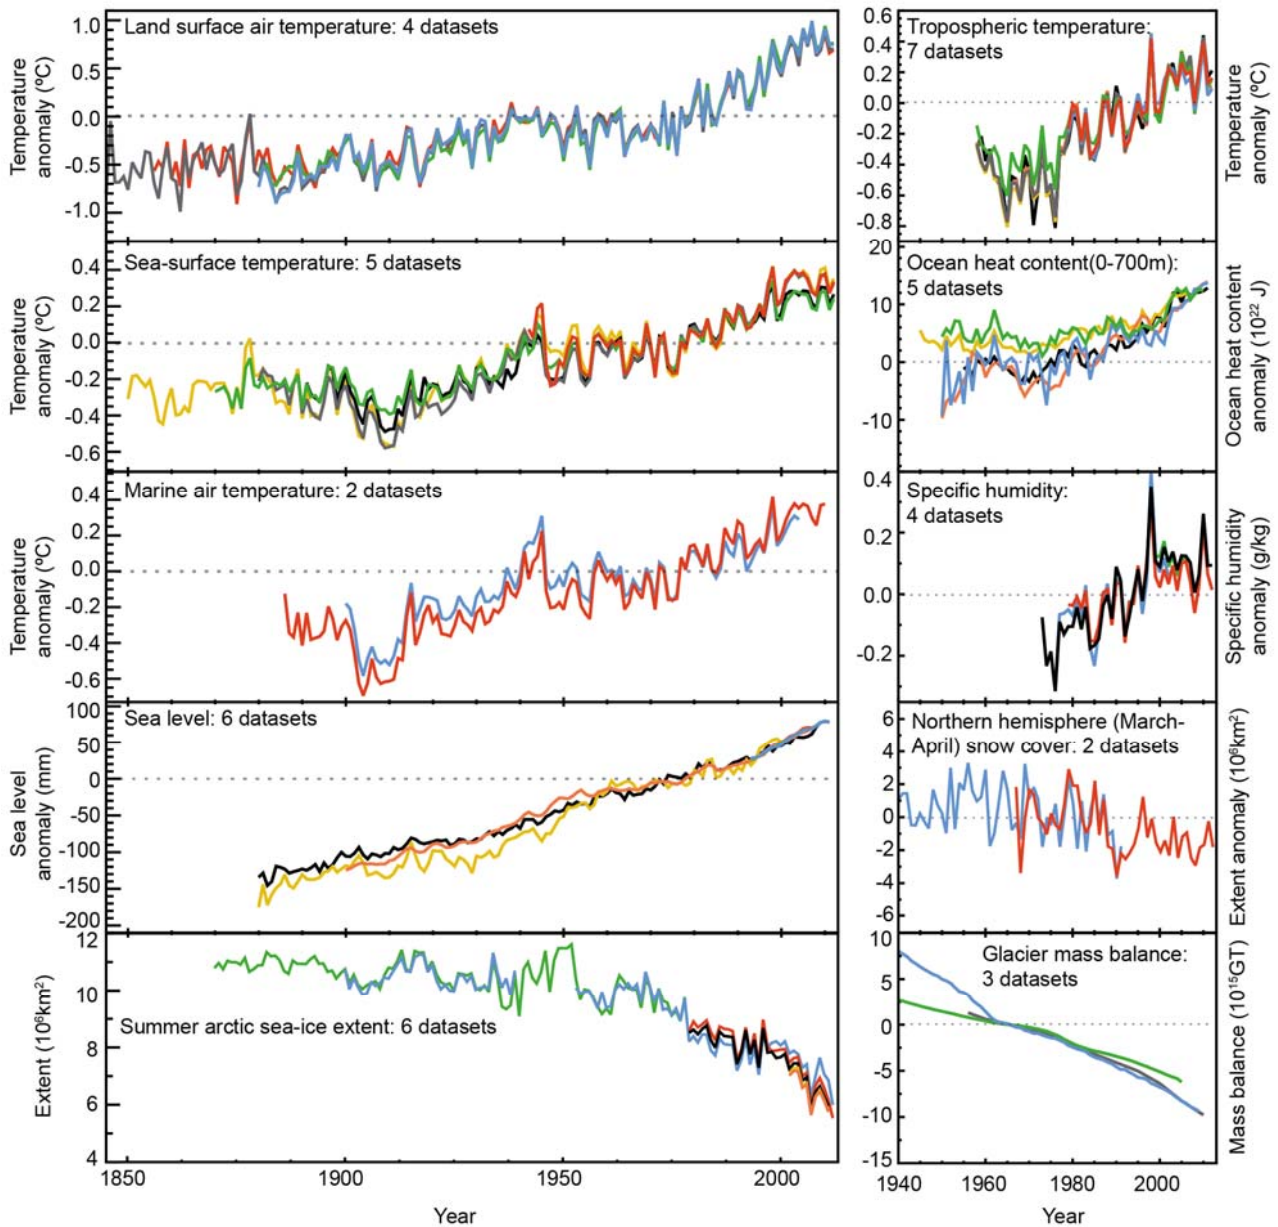 Land surface air temperature: 4 datasets
1.0
0.5
0.0
-0.5
-1.0
Temperature
anomaly (ºC)
Tropospheric temperature:
7 datasets
0.6
0.4
0.2
0.0
-0.2
-0.4
-0.6
-0.8
Temperature
anomaly (ºC)
Sea-surface temperature: 5 datasets
0.4
0.2
0.0
-0.2
-0.4
-0.6
Temperature
anomaly (ºC)
Ocean heat content(0-700m):
5 datasets
20
10
0
-10
Ocean heat content
anomaly (10²² J)
Marine air temperature: 2 datasets
0.4
0.2
0.0
-0.2
-0.4
-0.6
Temperature
anomaly (ºC)
Specific humidity:
4 datasets
0.4
0.2
0.0
-0.2
Specific humidity
anomaly (g/kg)
Sea level: 6 datasets
100
50
0
-50
-100
-150
-200
Sea level
anomaly (mm)
Northern hemisphere (March-
April) snow cover: 2 datasets
6
4
2
0
-2
-4
-6
Extent anomaly (10⁶km²)
Summer arctic sea-ice extent: 6 datasets
12
10
8
6
4
Extent (10⁶km²)
Glacier mass balance:
3 datasets
10
5
0
-5
-10
-15
Mass balance (10¹⁵GT)
1850
1900
1950
2000
Year
1940
1960
1980
2000
Year